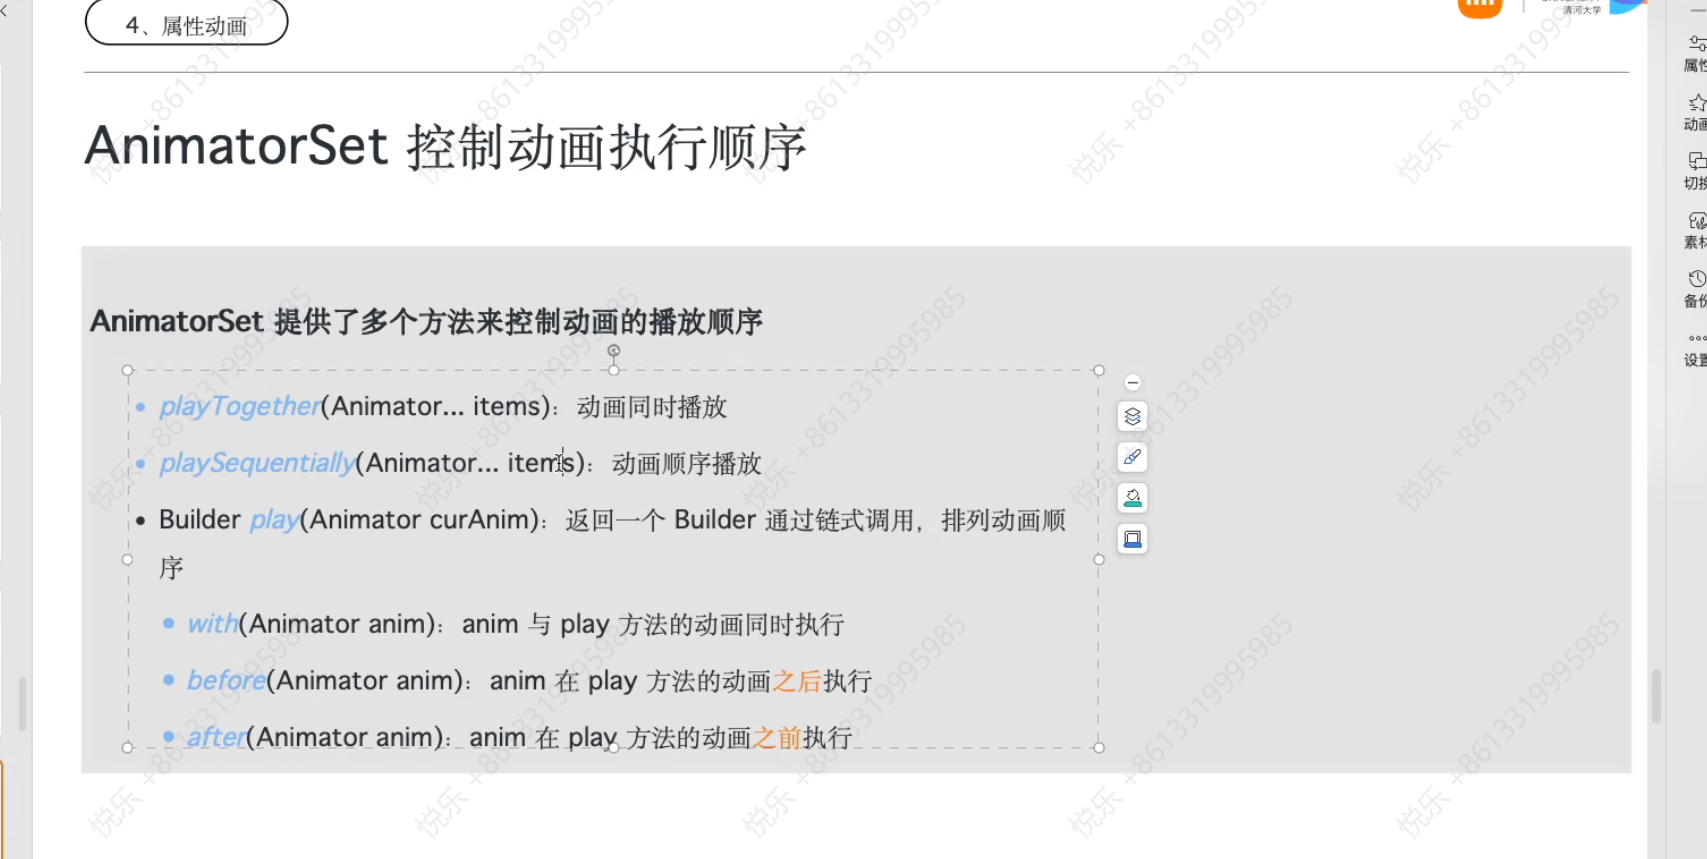 4、属性动画
清河大学
AnimatorSet 控制动画执行顺序
AnimatorSet 提供了多个方法来控制动画的播放顺序
playTogether(Animator... items)：动画同时播放
playSequentially(Animator... items)：动画顺序播放
Builder play(Animator curAnim)：返回一个 Builder 通过链式调用，排列动画顺
序
with(Animator anim)：anim 与 play 方法的动画同时执行
before(Animator anim)：anim 在 play 方法的动画之后执行
after(Animator anim)：anim 在 play 方法的动画之前执行
属性
动画
切换
素材
备份
设置
悦乐 +8613319995985